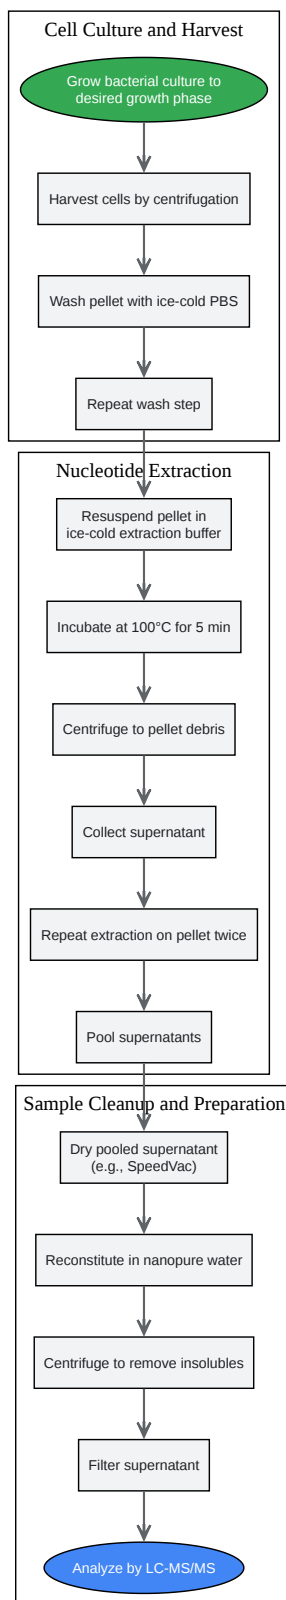 Cell Culture and Harvest
Grow bacterial culture to
desired growth phase
Harvest cells by centrifugation
Wash pellet with ice-cold PBS
Repeat wash step
Nucleotide Extraction
Resuspend pellet in
ice-cold extraction buffer
Incubate at 100°C for 5 min
Centrifuge to pellet debris
Collect supernatant
Repeat extraction on pellet twice
Pool supernatants
Sample Cleanup and Preparation
Dry pooled supernatant
(e.g., SpeedVac)
Reconstitute in nanopure water
Centrifuge to remove insolubles
Filter supernatant
Analyze by LC-MS/MS